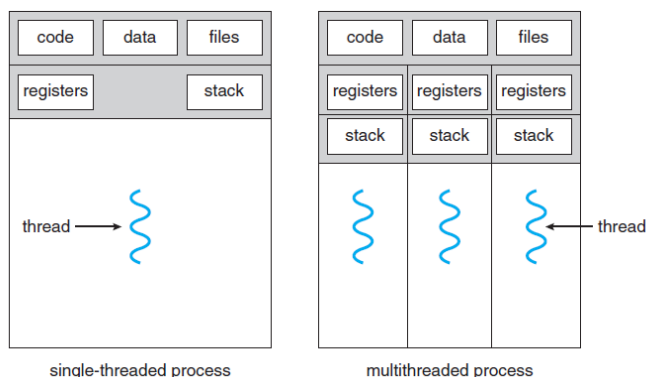 code data files
registers stack
thread
single-threaded process
code data files
registers registers registers
stack stack stack
thread
multithreaded process